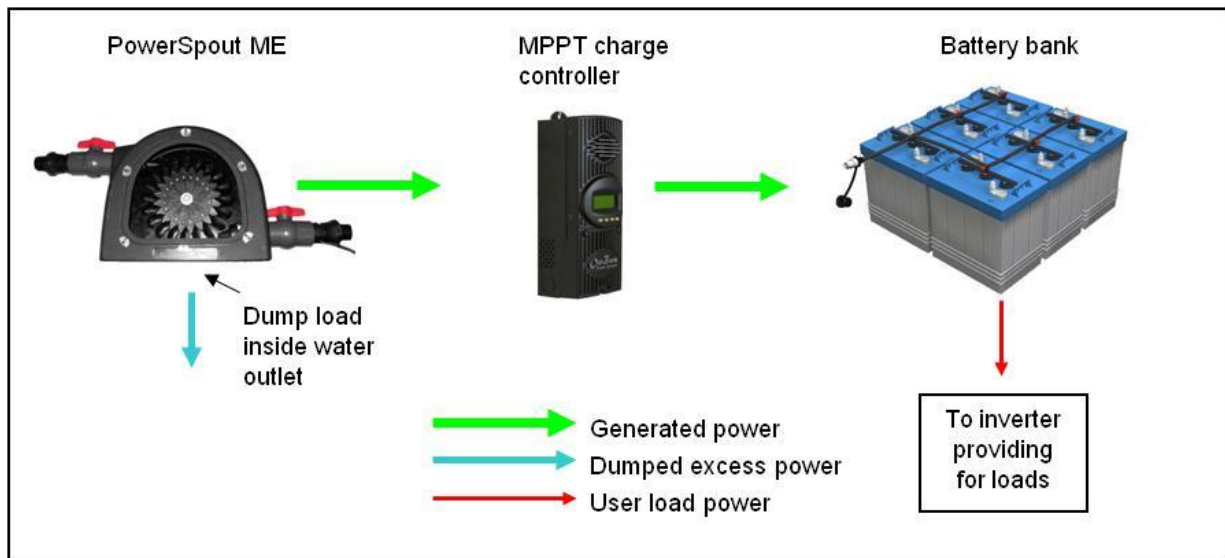 PowerSpout ME
MPPT charge
controller
Battery bank
Dump load
inside water
outlet
Generated power
Dumped excess power
User load power
To inverter
providing
for loads